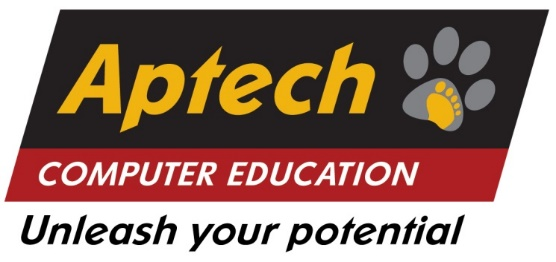 Aptech
COMPUTER EDUCATION
Unleash your potential